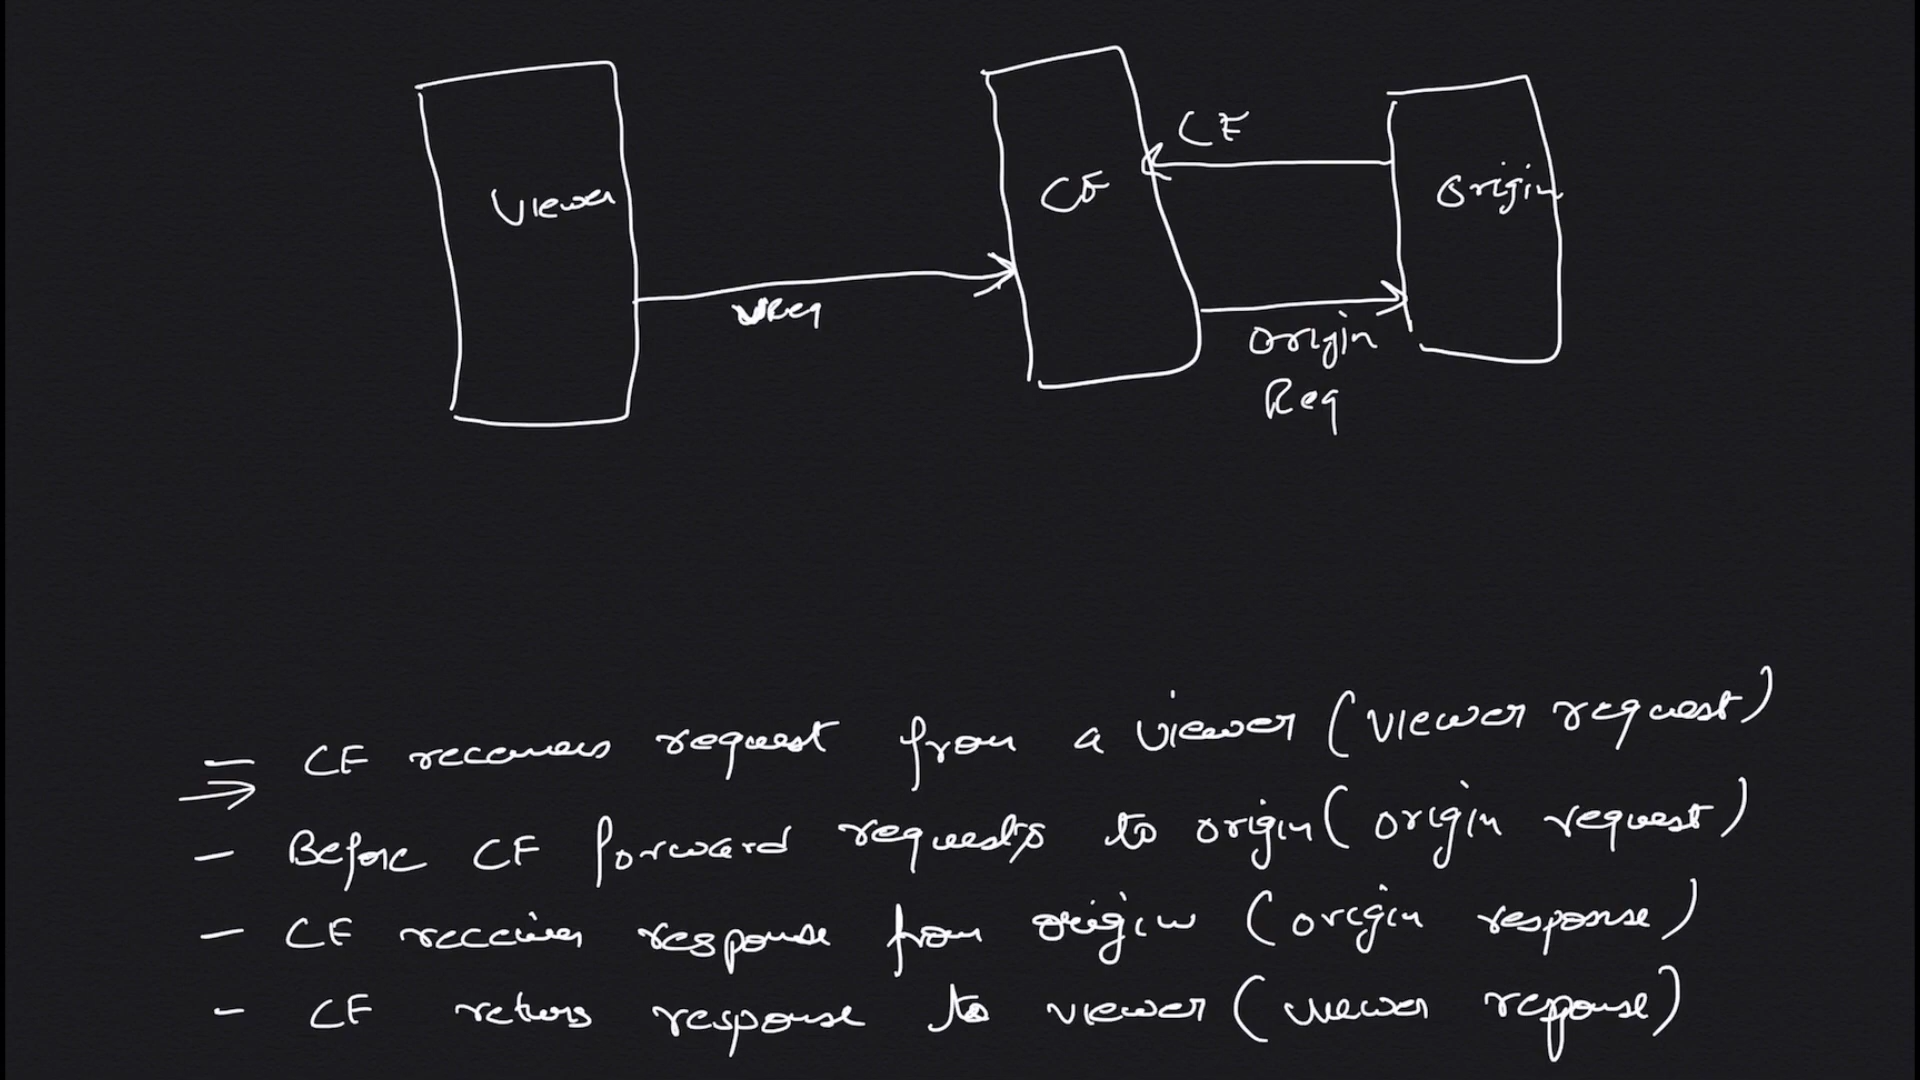 Viewer
CF
CF
Origin
VReq
Origin
Req
CF receives request from a viewer (viewer request)
- Before CF forward requests to origin (origin request)
- CF receives response from origin (origin response)
- CF returns response to viewer (viewer response)